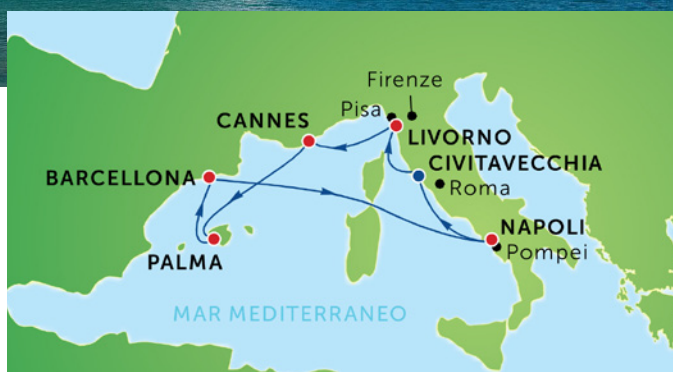 Firenze
Pisa
CANNES
LIVORNO
CIVITAVECCHIA
BARCELLONA
Roma
NAPOLI
Pompei
PALMA
MAR MEDITERRANEO